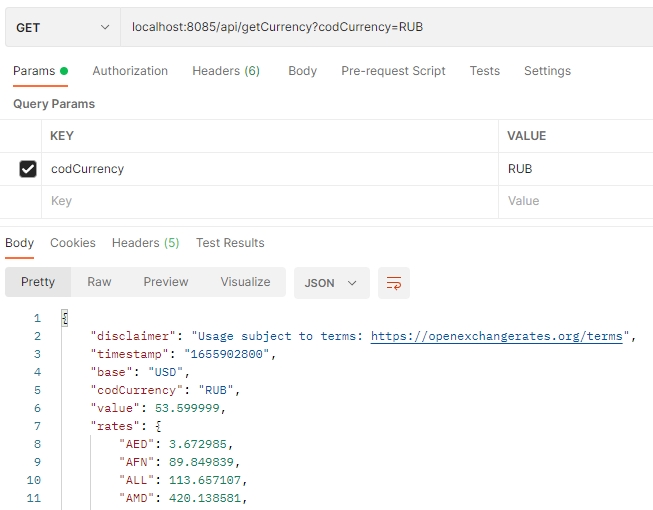 GET localhost:8085/api/getCurrency?codCurrency=RUB
Params Authorization Headers (6) Body Pre-request Script Tests Settings
Query Params
KEY VALUE
codCurrency RUB
Key Value
Body Cookies Headers (5) Test Results
Pretty Raw Preview Visualize JSON
1 {
2 "disclaimer": "Usage subject to terms: https://openexchangerates.org/terms",
3 "timestamp": "1655902800",
4 "base": "USD",
5 "codCurrency": "RUB",
6 "value": 53.599999,
7 "rates": {
8 "AED": 3.672985,
9 "AFN": 89.849839,
10 "ALL": 113.657107,
11 "AMD": 420.138581,